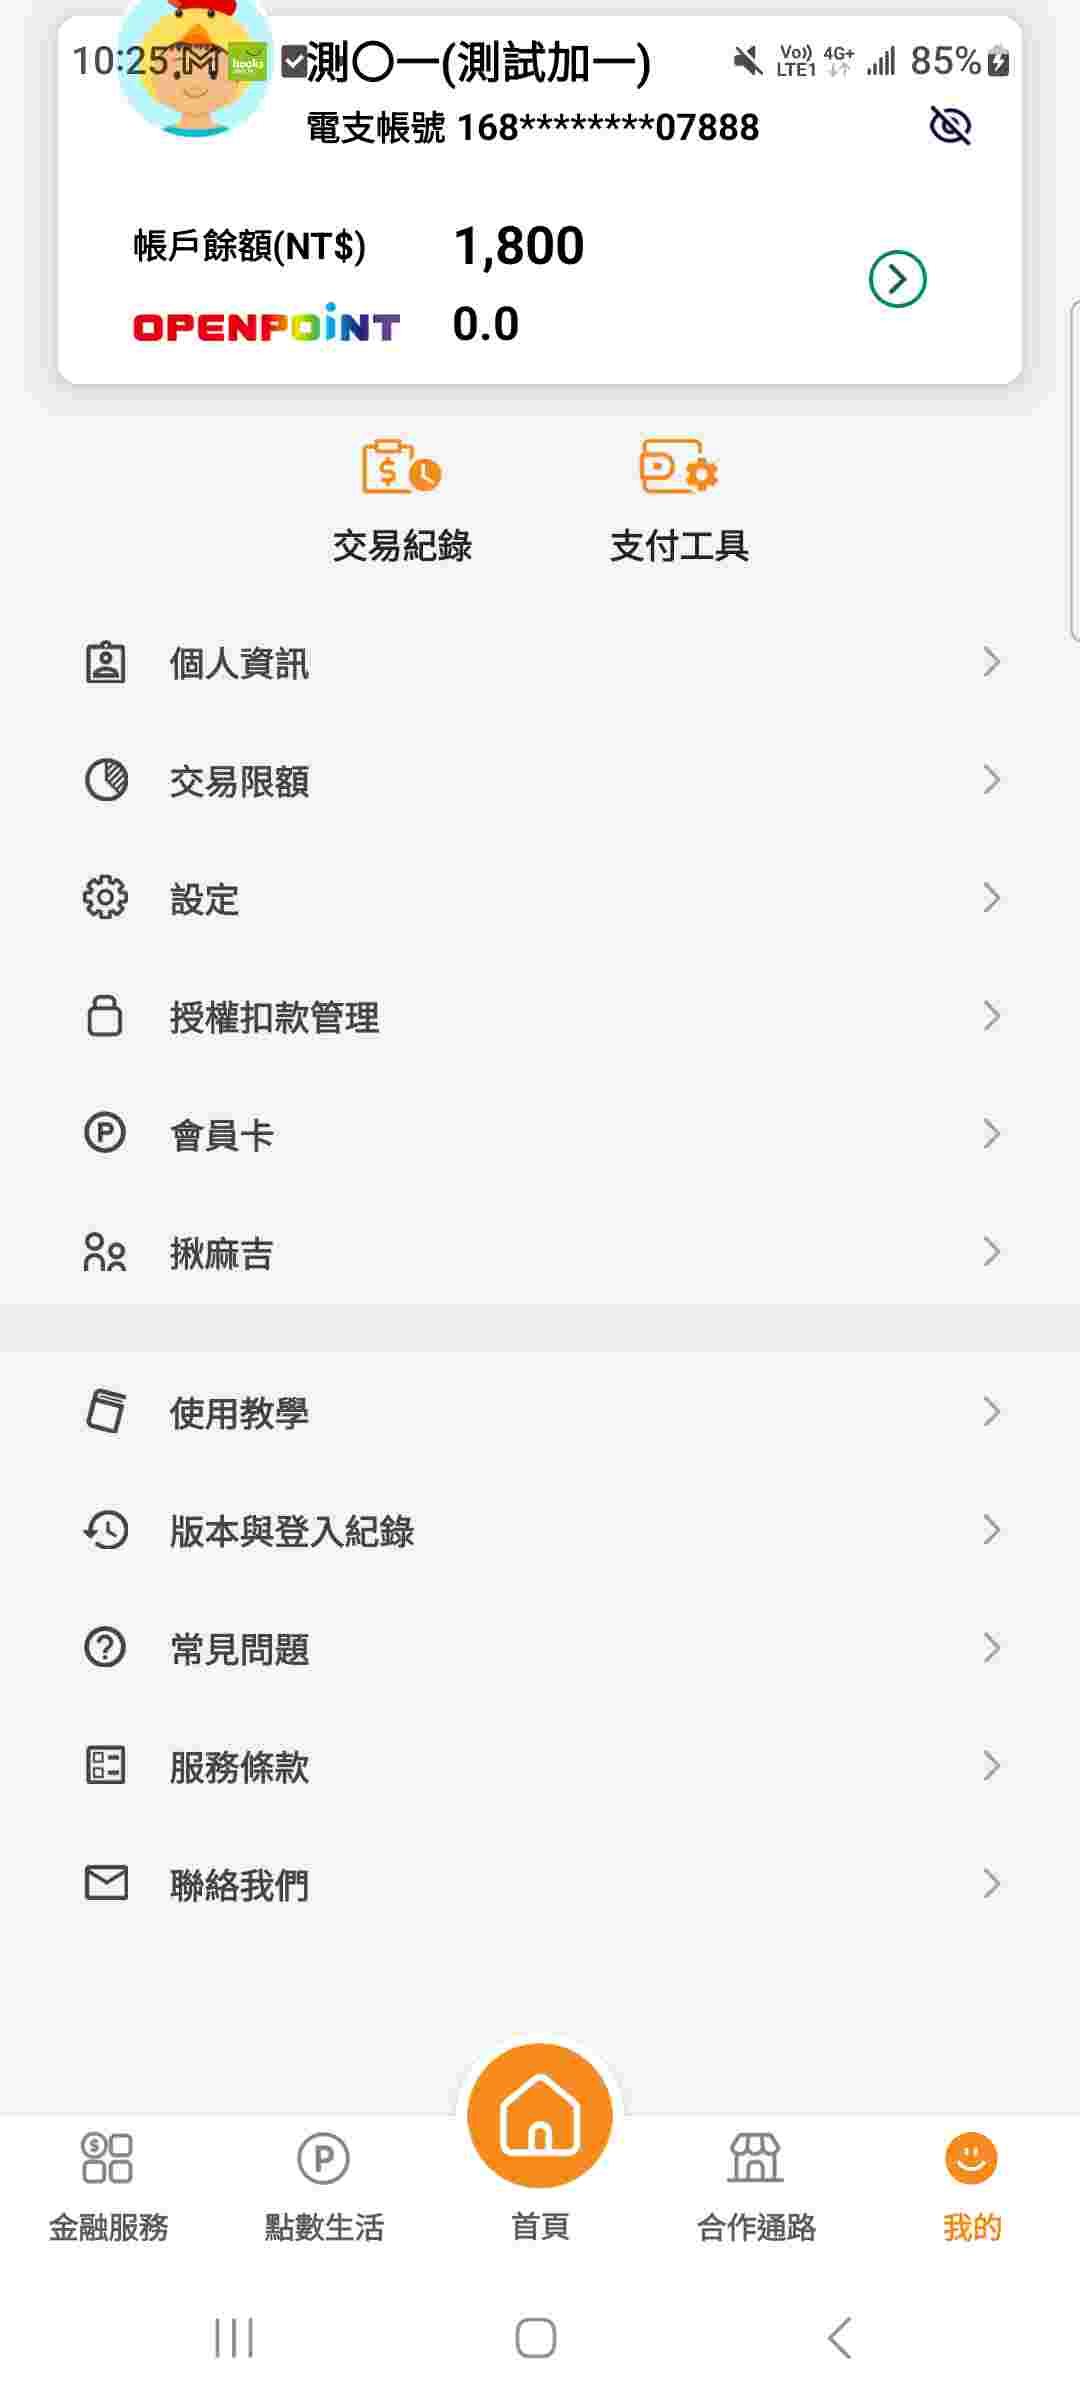 10:25 測〇一(測試加一) Vo)) LTE1 4G+ 85%
books
電支帳號 168********07888
帳戶餘額(NT$) 1,800
OPENPOINT 0.0
交易紀錄 支付工具
個人資訊
交易限額
設定
授權扣款管理
會員卡
揪麻吉
使用教學
版本與登入紀錄
常見問題
服務條款
聯絡我們
金融服務 點數生活 首頁 合作通路 我的